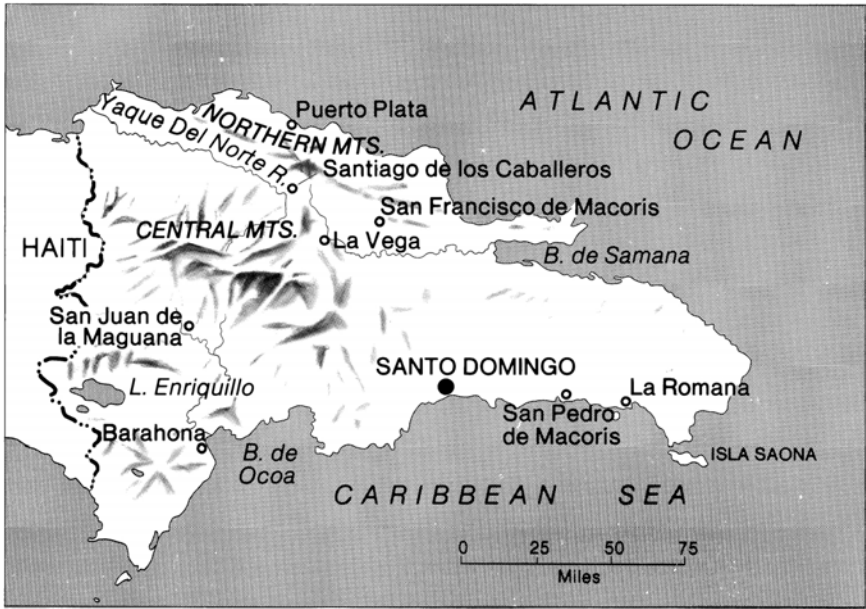 ATLANTIC
OCEAN
Puerto Plata
NORTHERN MTS.
Yaque Del Norte R.
Santiago de los Caballeros
San Francisco de Macoris
CENTRAL MTS.
La Vega
HAITI
B. de Samana
San Juan de
la Maguana
SANTO DOMINGO
L. Enriquillo
La Romana
San Pedro
de Macoris
Barahona
B. de
Ocoa
ISLA SAONA
CARIBBEAN SEA
0 25 50 75
Miles